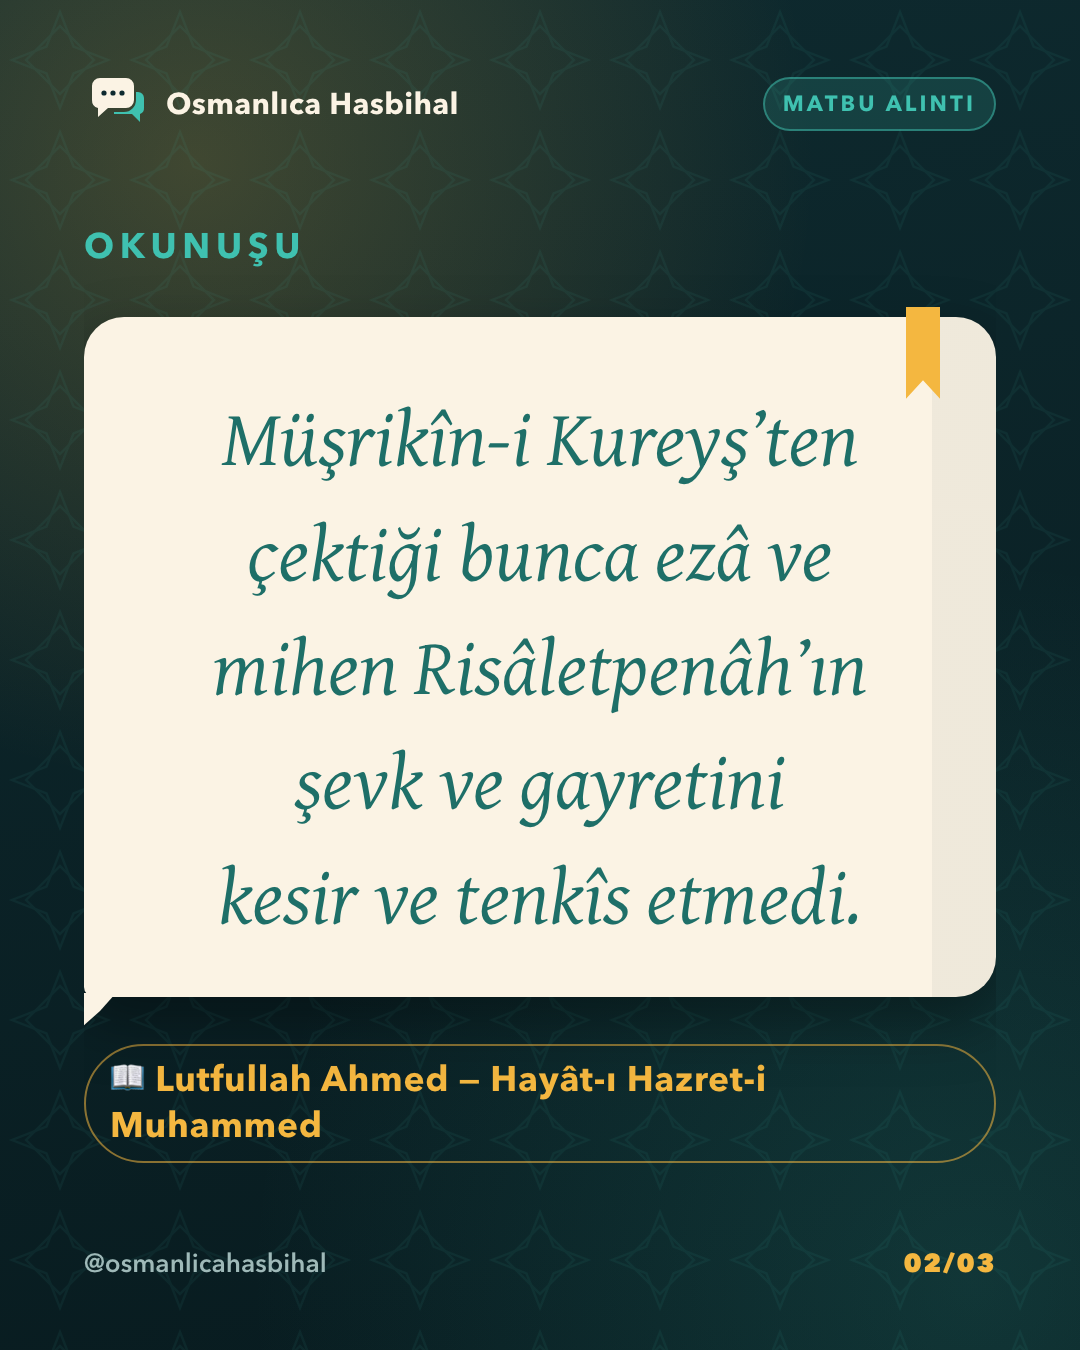 Osmanlıca Hasbihal
MATBU ALINTI
OKUNUŞU
Müşrikîn-i Kureyş’ten
çektiği bunca ezâ ve
mihen Risâletpenâh’ın
şevk ve gayretini
kesir ve tenkîs etmedi.
📖 Lutfullah Ahmed – Hayât-ı Hazret-i
Muhammed
@osmanlicahasbihal
02/03